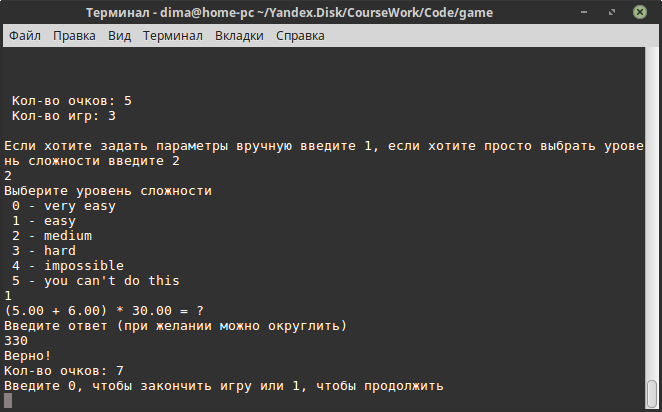 Терминал - dima@home-pc ~/Yandex.Disk/CourseWork/Code/game
Файл Правка Вид Терминал Вкладки Справка
Кол-во очков: 5
Кол-во игр: 3
Если хотите задать параметры вручную введите 1, если хотите просто выбрать урове
нь сложности введите 2
2
Выберите уровень сложности
0 - very easy
1 - easy
2 - medium
3 - hard
4 - impossible
5 - you can't do this
1
(5.00 + 6.00) * 30.00 = ?
Введите ответ (при желании можно округлить)
330
Верно!
Кол-во очков: 7
Введите 0, чтобы закончить игру или 1, чтобы продолжить